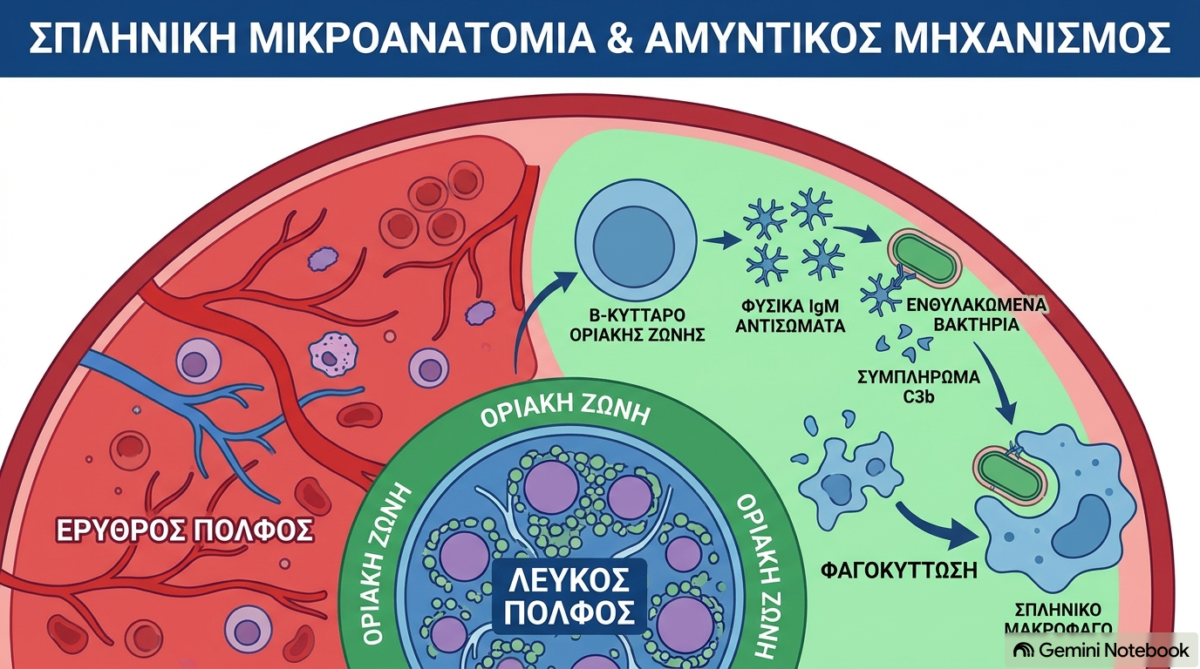 ΣΠΛΗΝΙΚΗ ΜΙΚΡΟΑΝΑΤΟΜΙΑ & ΑΜΥΝΤΙΚΟΣ ΜΗΧΑΝΙΣΜΟΣ
Β-ΚΥΤΤΑΡΟ
ΟΡΙΑΚΗΣ ΖΩΝΗΣ
ΦΥΣΙΚΑ IgM
ΑΝΤΙΣΩΜΑΤΑ
ΕΝΘΥΛΑΚΩΜΕΝΑ
ΒΑΚΤΗΡΙΑ
ΣΥΜΠΛΗΡΩΜΑ
C3b
ΟΡΙΑΚΗ ΖΩΝΗ
ΟΡΙΑΚΗ ΖΩΝΗ
ΟΡΙΑΚΗ ΖΩΝΗ
ΕΡΥΘΡΟΣ ΠΟΛΦΟΣ
ΛΕΥΚΟΣ
ΠΟΛΦΟΣ
ΦΑΓΟΚΥΤΤΩΣΗ
ΣΠΛΗΝΙΚΟ
ΜΑΚΡΟΦΑΓΟ
Gemini Notebook